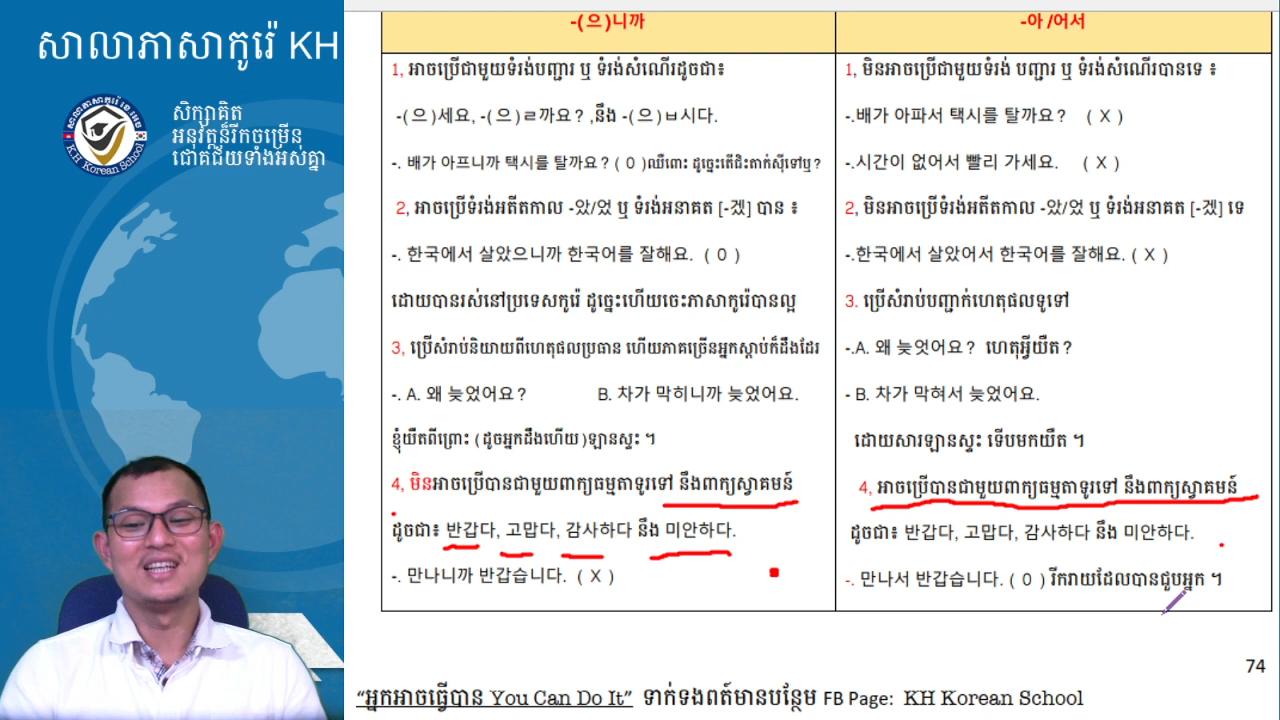 សាលាភាសាកូរ៉េ KH
សាលាភាសាកូរ៉េ ខេ អេច
K.H Korean School
សិក្សាគិត
អនុវត្តន៍រីកចម្រើន
ជោគជ័យទាំងអស់គ្នា
-(으)니까
1, អាចប្រើជាមួយទំរង់បញ្ជារ ឬ ទំរង់សំណើរដូចជា៖
-(으)세요, -(으)ㄹ까요? ,នឹង -(으)ㅂ시다.
-. 배가 아프니까 택시를 탈까요? ( O ) ឈឺពោះ ដូច្នេះតើជិះតាក់ស៊ីទៅឬ?
2, អាចប្រើទំរង់អតីតកាល -았/었 ឬ ទំរង់អនាគត [-겠] បាន ៖
-. 한국에서 살았으니까 한국어를 잘해요. ( O )
ដោយបានរស់នៅប្រទេសកូរ៉េ ដូច្នេះហើយចេះភាសាកូរ៉េបានល្អ
3, ប្រើសំរាប់និយាយពីហេតុផលប្រធាន ហើយភាគច្រើនអ្នកស្តាប់ក៏ដឹងដែរ
-. A. 왜 늦었어요? B. 차가 막히니까 늦었어요.
ខ្ញុំយឺតពីព្រោះ (ដូចអ្នកដឹងហើយ)ឡានស្ទះ ។
4, មិនអាចប្រើបានជាមួយពាក្យធម្មតាទូរទៅ នឹងពាក្យស្វាគមន៍
ដូចជា៖ 반갑다, 고맙다, 감사하다 នឹង 미안하다.
-. 만나니까 반갑습니다. ( X )
-아/어서
1, មិនអាចប្រើជាមួយទំរង់ បញ្ជារ ឬ ទំរង់សំណើរបានទេ ៖
-.배가 아파서 택시를 탈까요? ( X )
-.시간이 없어서 빨리 가세요. ( X )
2, មិនអាចប្រើទំរង់អតីតកាល -았/었 ឬ ទំរង់អនាគត [-겠] ទេ
-.한국에서 살았어서 한국어를 잘해요. ( X )
3. ប្រើសំរាប់បញ្ជាក់ហេតុផលទូទៅ
-.A. 왜 늦엇어요? ហេតុអ្វីយឺត?
- B. 차가 막혀서 늦었어요.
ដោយសារឡានស្ទះ ទើបមកយឺត ។
4, អាចប្រើបានជាមួយពាក្យធម្មតាទូរទៅ នឹងពាក្យស្វាគមន៍
ដូចជា៖ 반갑다, 고맙다, 감사하다 នឹង 미안하다.
-. 만나서 반갑습니다. ( O ) រីករាយដែលបានជួបអ្នក ។
74
“អ្នកអាចធ្វើបាន You Can Do It” ទាក់ទងពត៍មានបន្ថែម FB Page: KH Korean School